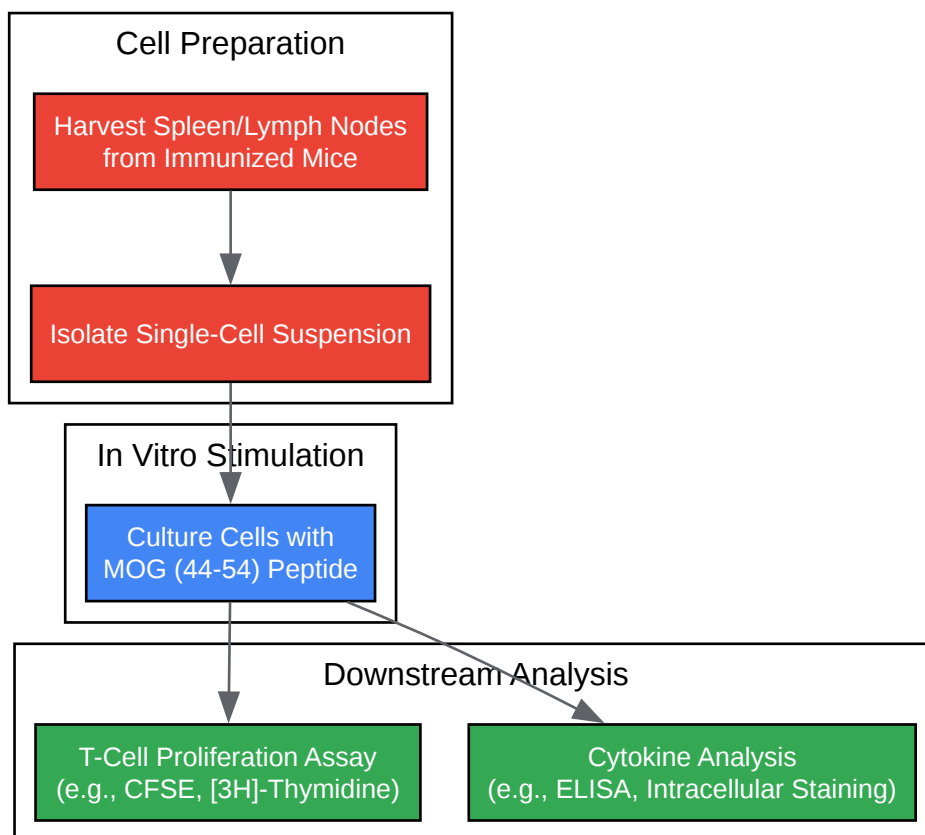 Cell Preparation
Harvest Spleen/Lymph Nodes
from Immunized Mice
Isolate Single-Cell Suspension
In Vitro Stimulation
Culture Cells with
MOG (44-54) Peptide
Downstream Analysis
T-Cell Proliferation Assay
(e.g., CFSE, [3H]-Thymidine)
Cytokine Analysis
(e.g., ELISA, Intracellular Staining)